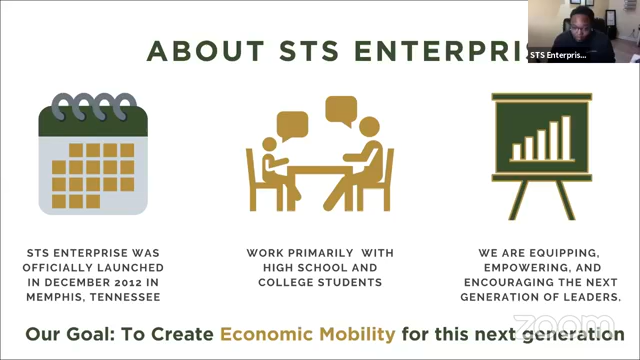 ABOUT STS ENTERPRIS
STS Enterpris...
STS ENTERPRISE WAS
OFFICIALLY LAUNCHED
IN DECEMBER 2012 IN
MEMPHIS, TENNESSEE
WORK PRIMARILY WITH
HIGH SCHOOL AND
COLLEGE STUDENTS
WE ARE EQUIPPING,
EMPOWERING, AND
ENCOURAGING THE NEXT
GENERATION OF LEADERS.
Our Goal: To Create Economic Mobility for this next generation
zoom